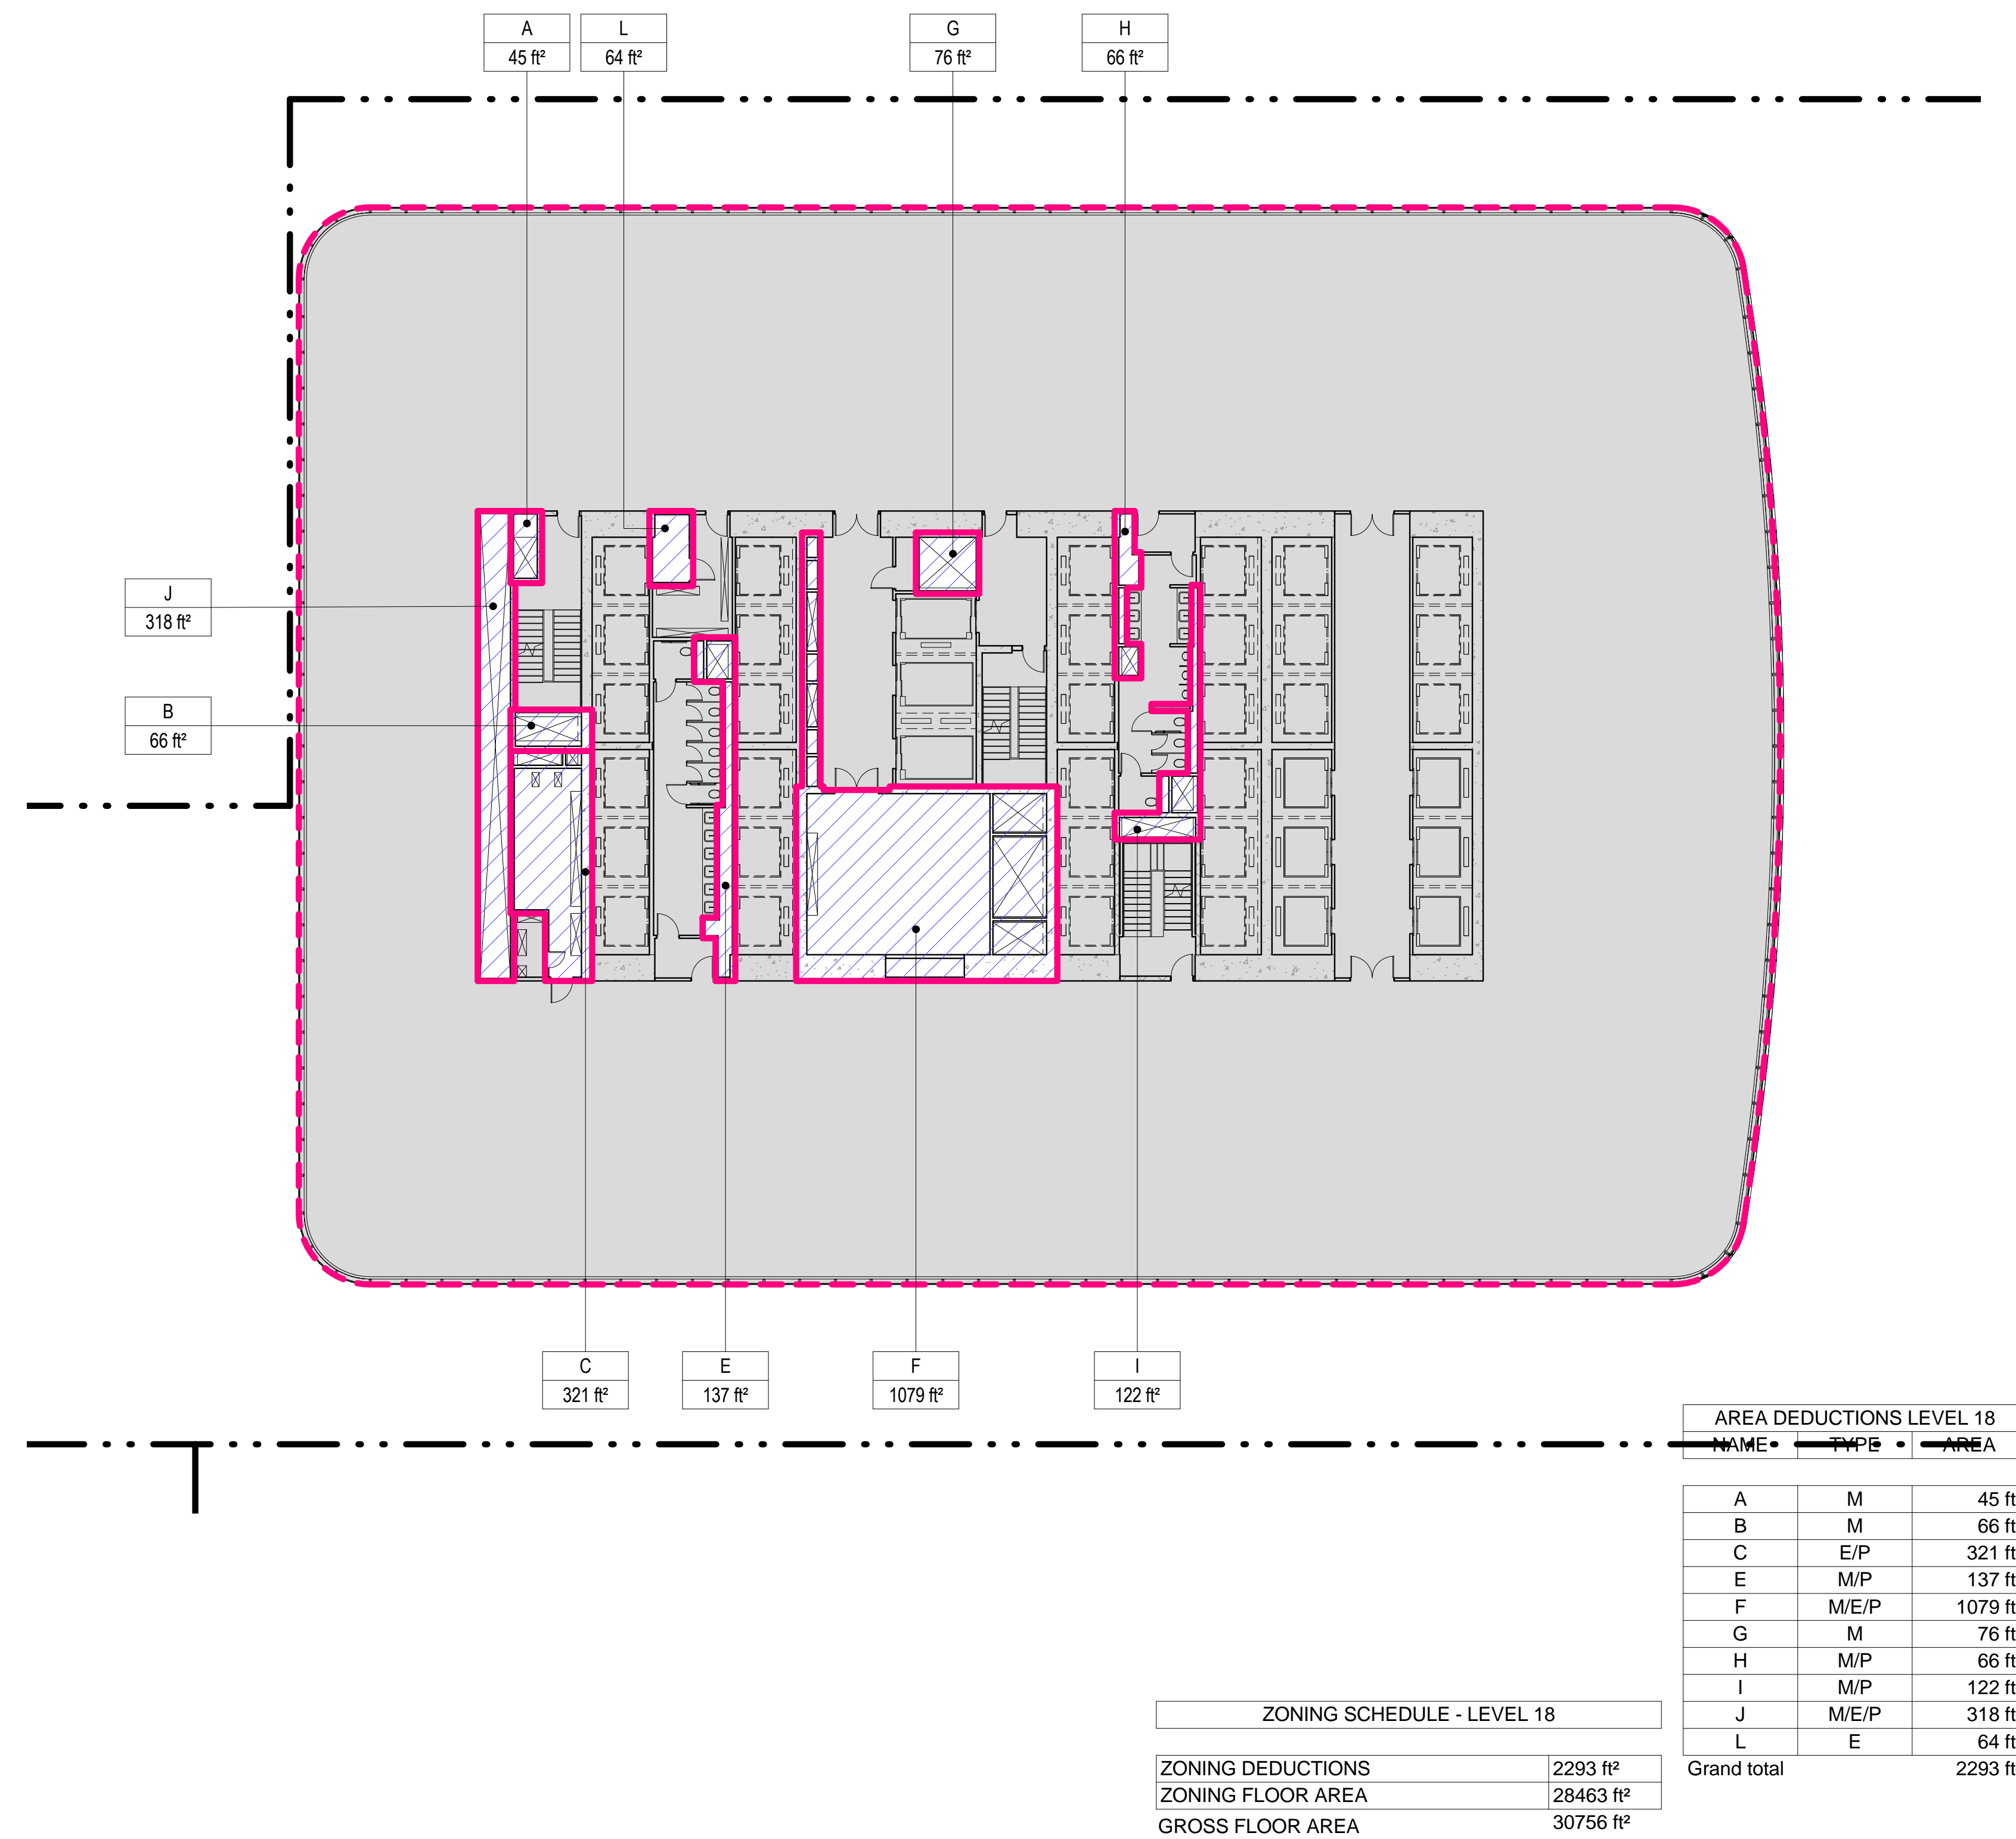 A
45 ft²
L
64 ft²
G
76 ft²
H
66 ft²
J
318 ft²
B
66 ft²
C
321 ft²
E
137 ft²
F
1079 ft²
I
122 ft²
AREA DEDUCTIONS LEVEL 18
NAME TYPE AREA
A M 45 ft
B M 66 ft
C E/P 321 ft
E M/P 137 ft
F M/E/P 1079 ft
G M 76 ft
H M/P 66 ft
I M/P 122 ft
J M/E/P 318 ft
L E 64 ft
Grand total 2293 ft
ZONING SCHEDULE - LEVEL 18
ZONING DEDUCTIONS 2293 ft²
ZONING FLOOR AREA 28463 ft²
GROSS FLOOR AREA 30756 ft²